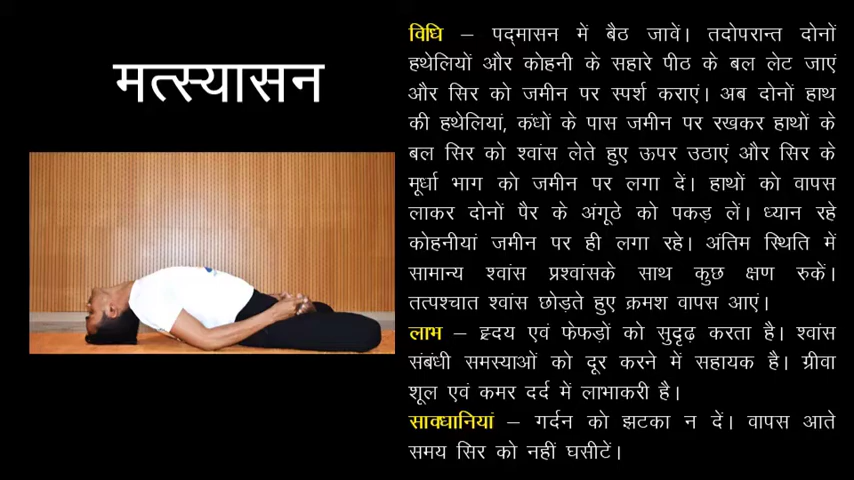 मत्स्यासन
विधि – पद्मासन में बैठ जावें। तदोपरान्त दोनों
हथेलियों और कोहनी के सहारे पीठ के बल लेट जाएं
और सिर को जमीन पर स्पर्श कराएं। अब दोनों हाथ
की हथेलियां, कंधों के पास जमीन पर रखकर हाथों के
बल सिर को श्वांस लेते हुए ऊपर उठाएं और सिर के
मूर्धा भाग को जमीन पर लगा दें। हाथों को वापस
लाकर दोनों पैर के अंगूठे को पकड़ लें। ध्यान रहे
कोहनीयां जमीन पर ही लगा रहे। अंतिम स्थिति में
सामान्य श्वांस प्रश्वांसके साथ कुछ क्षण रुकें।
तत्पश्चात श्वांस छोड़ते हुए क्रमश वापस आएं।
लाभ – ह्रदय एवं फेफड़ों को सुदृढ़ करता है। श्वांस
संबंधी समस्याओं को दूर करने में सहायक है। ग्रीवा
शूल एवं कमर दर्द में लाभाकरी है।
सावधानियां – गर्दन को झटका न दें। वापस आते
समय सिर को नहीं घसीटें।